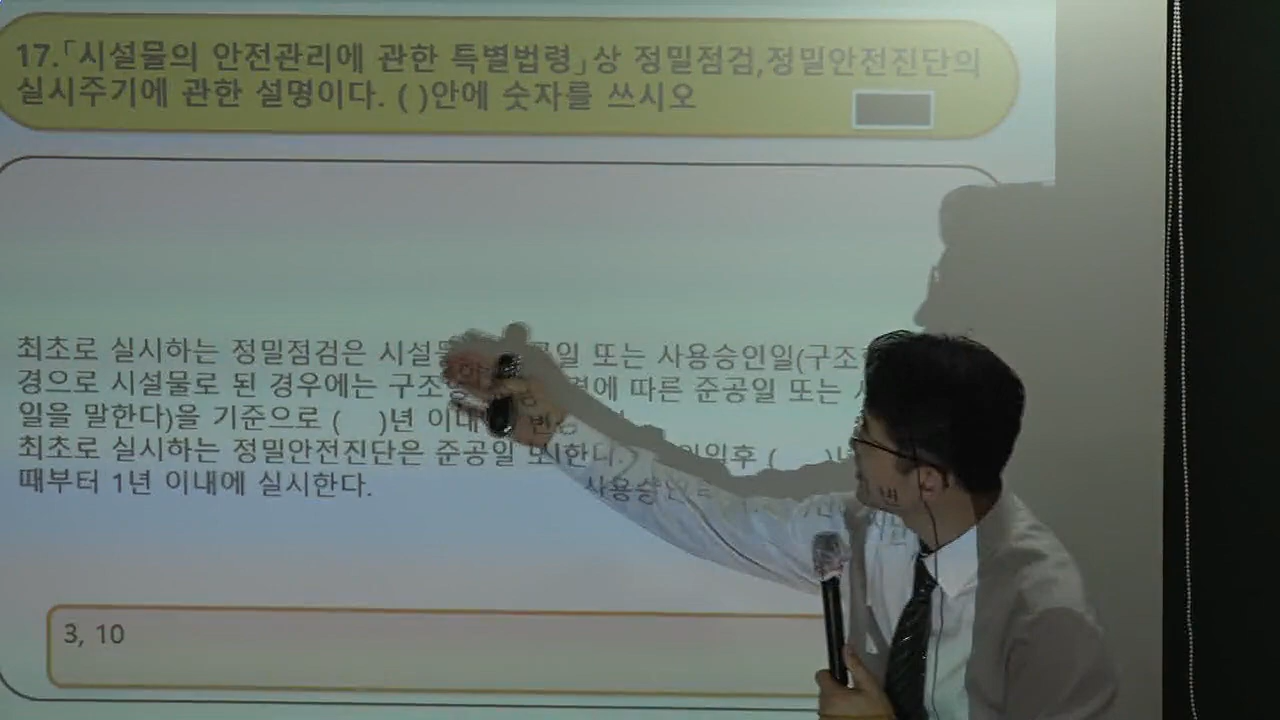 17.「시설물의 안전관리에 관한 특별법령」상 정밀점검,정밀안전진단의
실시주기에 관한 설명이다. ( )안에 숫자를 쓰시오
최초로 실시하는 정밀점검은 시설물 일 또는 사용승인일(구조
경으로 시설물로 된 경우에는 구조 에 따른 준공일 또는
일을 말한다)을 기준으로 ( )년 이내
최초로 실시하는 정밀안전진단은 준공일 또 후 (
때부터 1년 이내에 실시한다.
3, 10